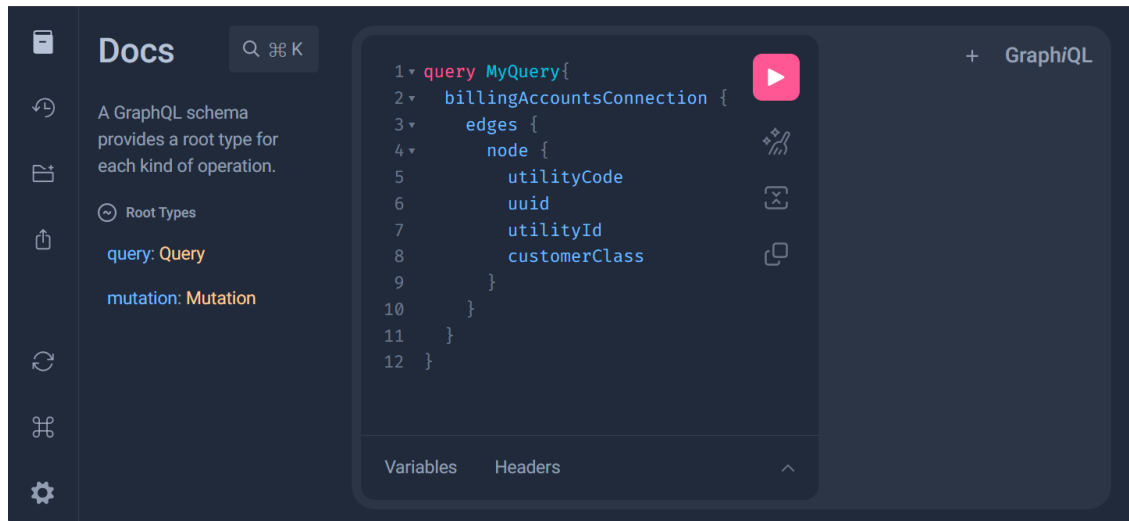 Docs
⌘ K
A GraphQL schema
provides a root type for
each kind of operation.
Root Types
query: Query
mutation: Mutation
1 query MyQuery{
2 billingAccountsConnection {
3 edges {
4 node {
5 utilityCode
6 uuid
7 utilityId
8 customerClass
9 }
10 }
11 }
12 }
Variables Headers
+ GraphiQL